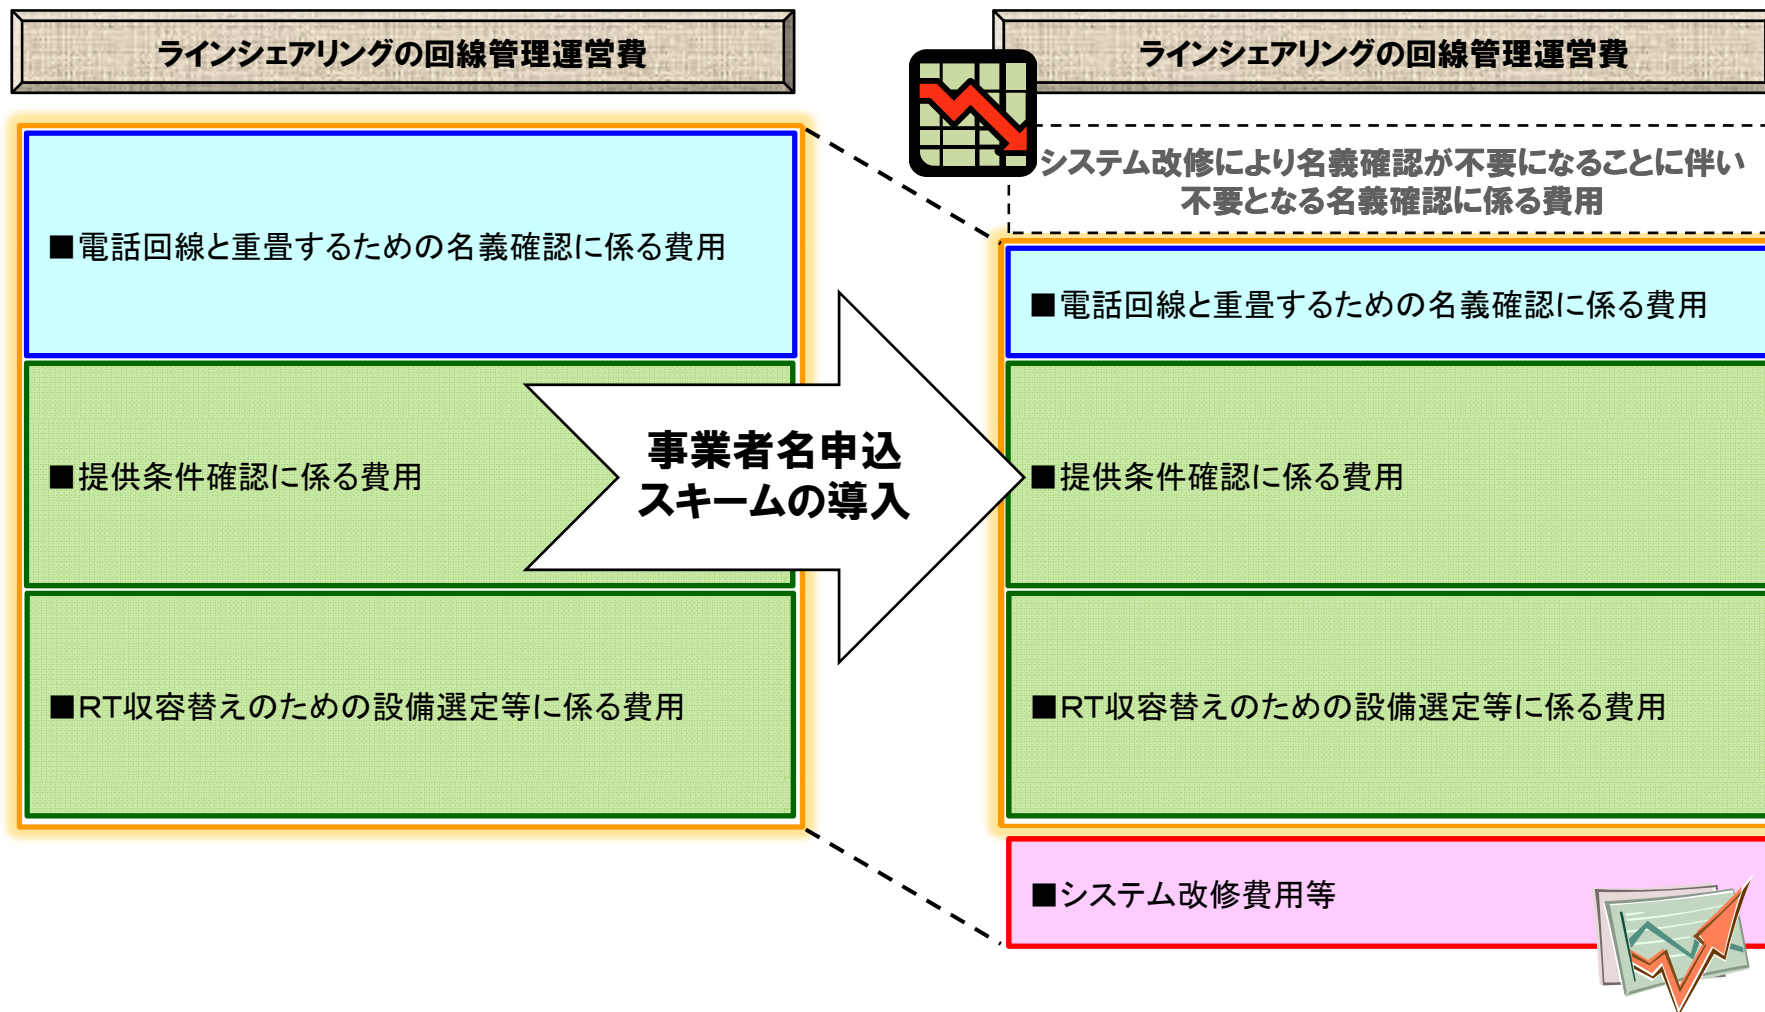 ラインシェアリングの回線管理運営費
■電話回線と重畳するための名義確認に係る費用
■提供条件確認に係る費用
■RT収容替えのための設備選定等に係る費用
事業者名申込
スキームの導入
ラインシェアリングの回線管理運営費
システム改修により名義確認が不要になることに伴い
不要となる名義確認に係る費用
■電話回線と重畳するための名義確認に係る費用
■提供条件確認に係る費用
■RT収容替えのための設備選定等に係る費用
■システム改修費用等